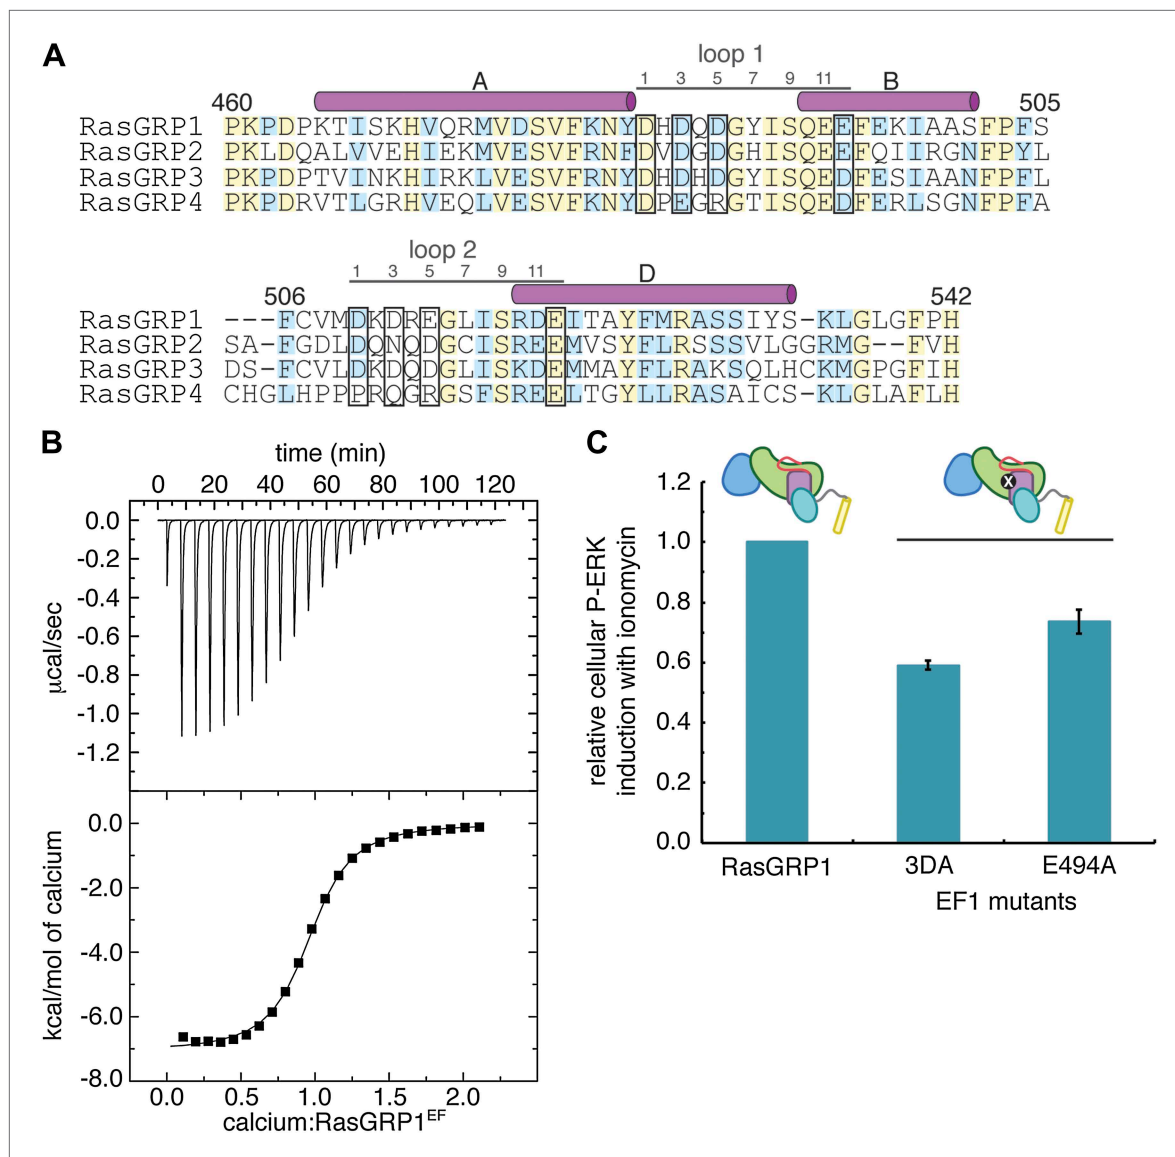 A
loop 1
A 1 3 5 7 9 11 B
460 505
RasGRP1 PKPDPKTISKHVQRMVDSVFKNYDHDQDGYISQEEFEKIAASFPFS
RasGRP2 PKLDQALVVEHIEKMVESVFRNFDVDGDGHISQEEFQIIRGNFPYL
RasGRP3 PKPDPTVINKHIRKLVESVFRNYDHDHDGYISQEDFESIAANFPFL
RasGRP4 PKPDRVTLGRHVEQLVESVFKNYDPEGRGTISQEDFERLSGNFPFA
loop 2
1 3 5 7 9 11 D
506 542
RasGRP1 ---FCVMDKDREGLISRDEITAYFMRASSIYS-KLGLGFPH
RasGRP2 SA-FGDLDQNQDGCISREEMVSYFLRSSSVLGGRMG--FVH
RasGRP3 DS-FCVLDKDQDGLISKDEMMAYFLRAKSQLHCKMGPGFIH
RasGRP4 CHGLHPPPRQGRGSFSREELTGYLLRASAICS-KLGLAFLH
B
time (min)
0 20 40 60 80 100 120
0.0
-0.2
-0.4
-0.6
-0.8
-1.0
-1.2
µcal/sec
0.0
-2.0
-4.0
-6.0
-8.0
kcal/mol of calcium
0.0 0.5 1.0 1.5 2.0
calcium:RasGRP1EF
C
X
1.2
1.0
0.8
0.6
0.4
0.2
0.0
relative cellular P-ERK
induction with ionomycin
RasGRP1 3DA E494A
EF1 mutants